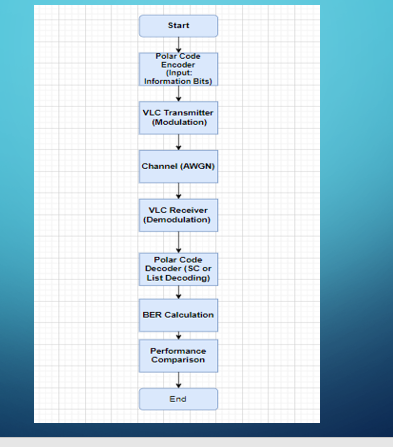 Start
Polar Code
Encoder
(Input:
Information Bits)
VLC Transmitter
(Modulation)
Channel (AWGN)
VLC Receiver
(Demodulation)
Polar Code
Decoder (SC or
List Decoding)
BER Calculation
Performance
Comparison
End